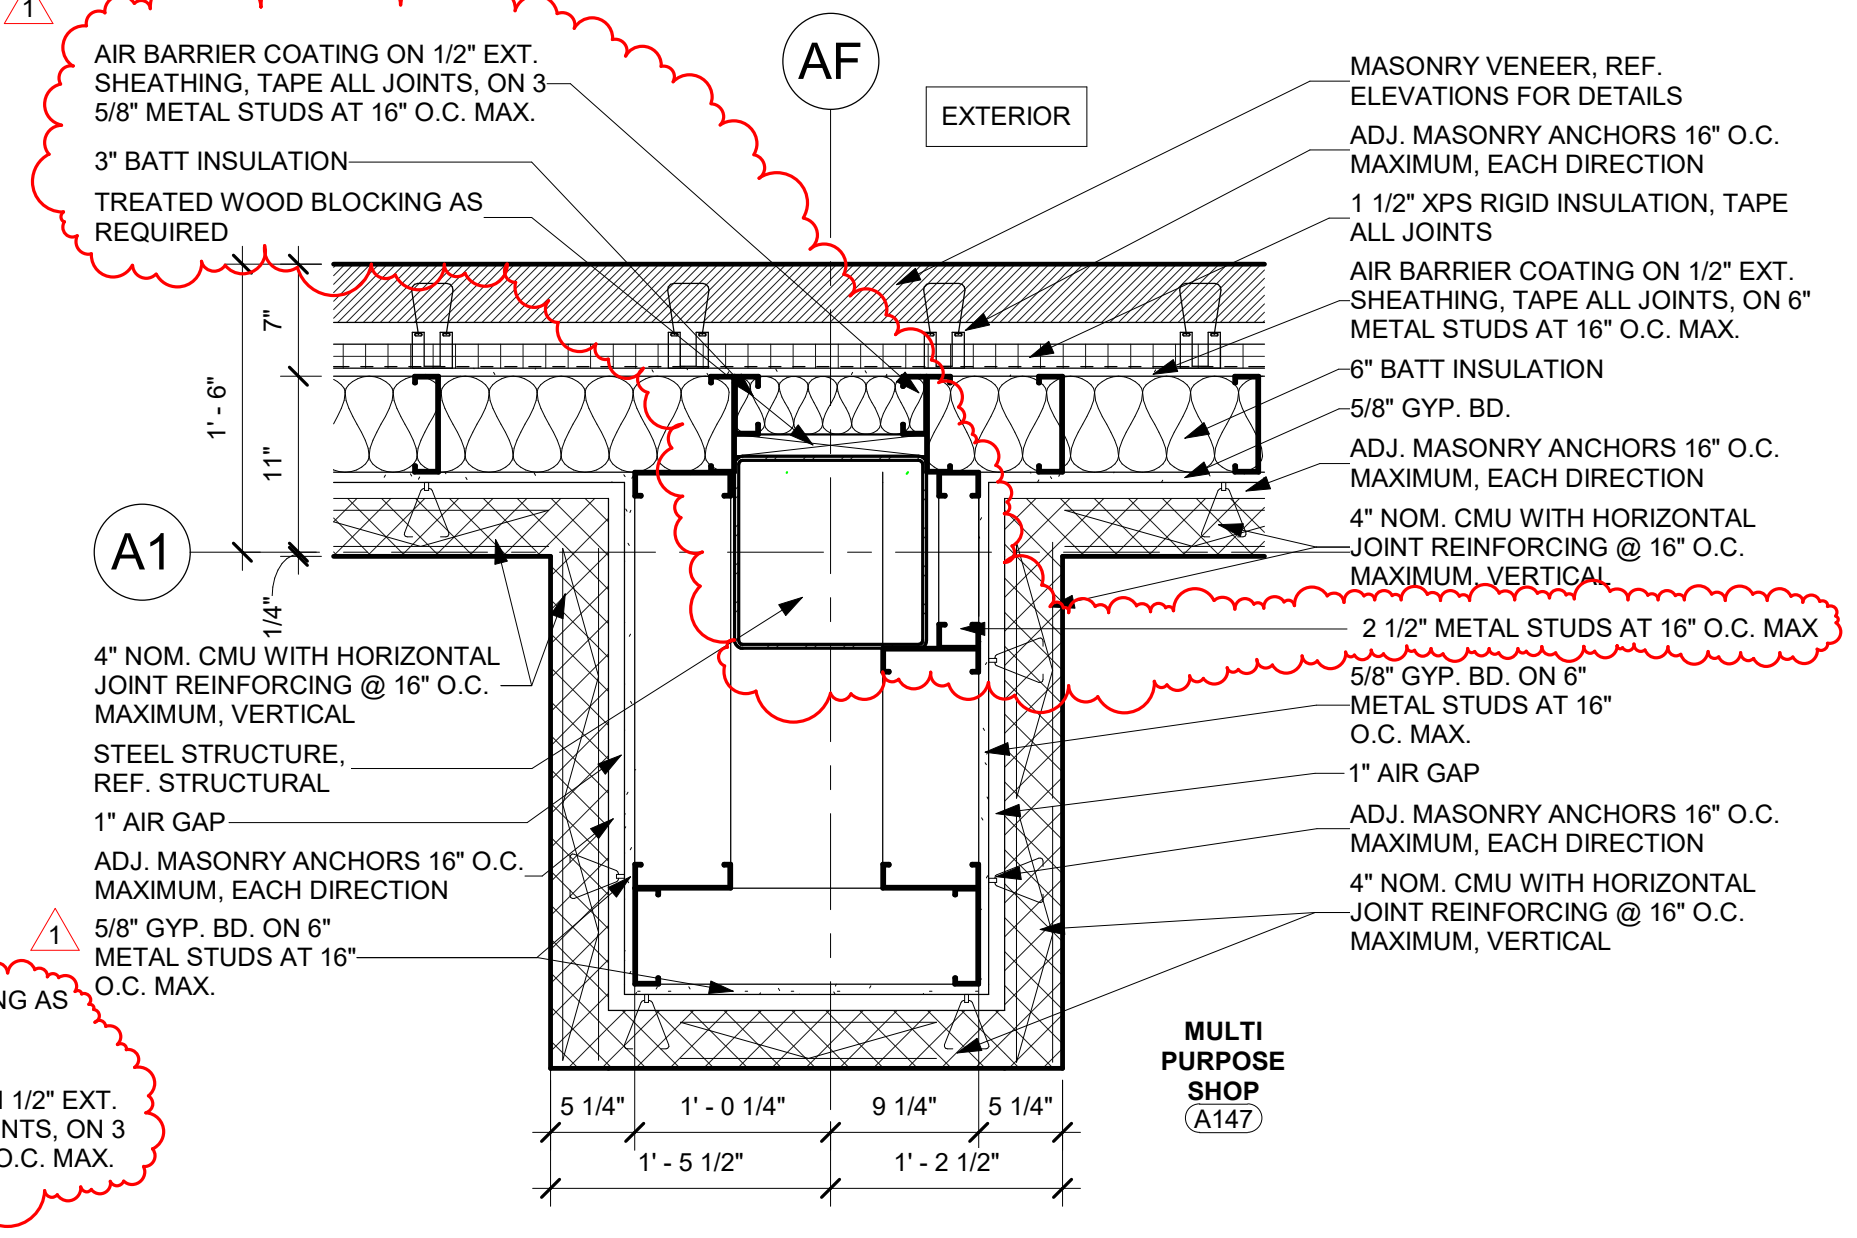 1
AIR BARRIER COATING ON 1/2" EXT.
SHEATHING, TAPE ALL JOINTS, ON 3
5/8" METAL STUDS AT 16" O.C. MAX.
3" BATT INSULATION
TREATED WOOD BLOCKING AS
REQUIRED
AF
EXTERIOR
MASONRY VENEER, REF.
ELEVATIONS FOR DETAILS
ADJ. MASONRY ANCHORS 16" O.C.
MAXIMUM, EACH DIRECTION
1 1/2" XPS RIGID INSULATION, TAPE
ALL JOINTS
AIR BARRIER COATING ON 1/2" EXT.
SHEATHING, TAPE ALL JOINTS, ON 6"
METAL STUDS AT 16" O.C. MAX.
6" BATT INSULATION
5/8" GYP. BD.
ADJ. MASONRY ANCHORS 16" O.C.
MAXIMUM, EACH DIRECTION
4" NOM. CMU WITH HORIZONTAL
JOINT REINFORCING @ 16" O.C.
MAXIMUM, VERTICAL
2 1/2" METAL STUDS AT 16" O.C. MAX
5/8" GYP. BD. ON 6"
METAL STUDS AT 16"
O.C. MAX.
1" AIR GAP
ADJ. MASONRY ANCHORS 16" O.C.
MAXIMUM, EACH DIRECTION
4" NOM. CMU WITH HORIZONTAL
JOINT REINFORCING @ 16" O.C.
MAXIMUM, VERTICAL
7"
1' - 6"
11"
A1
1/4"
4" NOM. CMU WITH HORIZONTAL
JOINT REINFORCING @ 16" O.C.
MAXIMUM, VERTICAL
STEEL STRUCTURE,
REF. STRUCTURAL
1" AIR GAP
ADJ. MASONRY ANCHORS 16" O.C.
MAXIMUM, EACH DIRECTION
5/8" GYP. BD. ON 6"
METAL STUDS AT 16"
O.C. MAX.
1
NG AS
1/2" EXT.
NTS, ON 3
O.C. MAX.
MULTI
PURPOSE
SHOP
A147
5 1/4"
1' - 0 1/4"
9 1/4"
5 1/4"
1' - 5 1/2"
1' - 2 1/2"